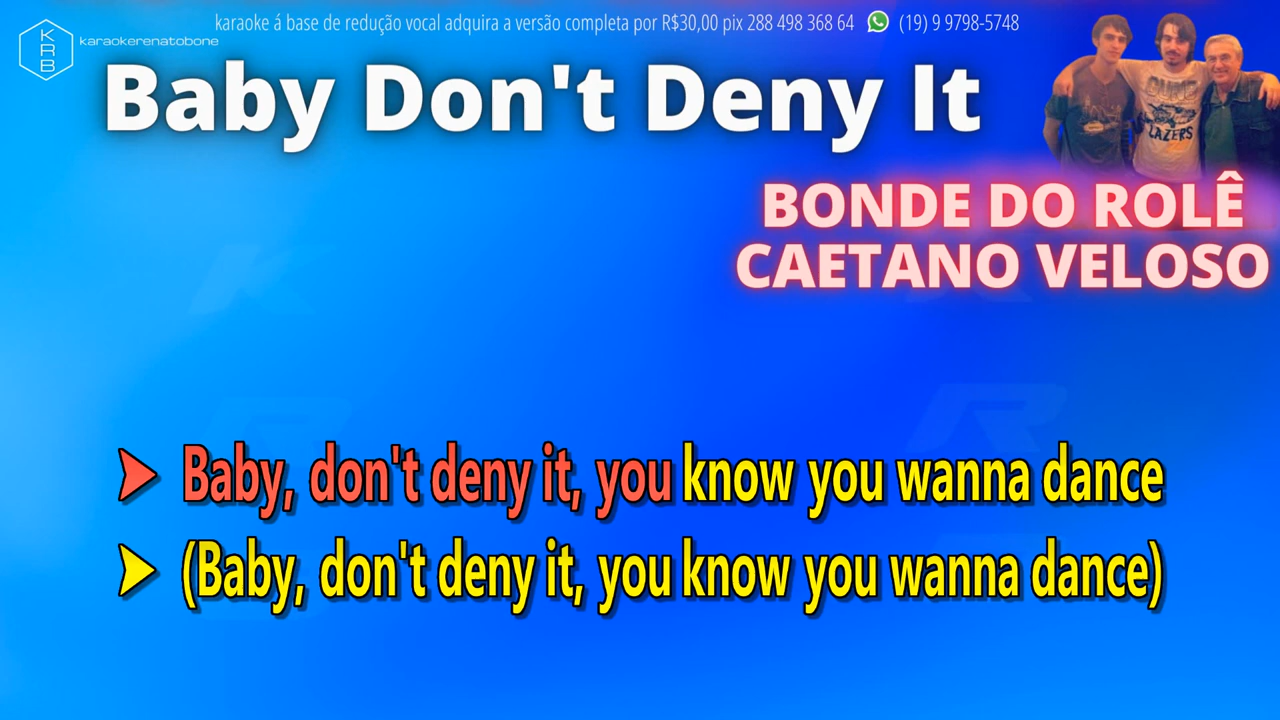 karaoke á base de redução vocal adquira a versão completa por R$30,00 pix 288 498 368 64 (19) 9 9798-5748
KRB
karaokerenatobone
Baby Don't Deny It
LAZERS
BONDE DO ROLÊ
CAETANO VELOSO
K
K
R
R
Baby, don't deny it, you know you wanna dance
(Baby, don't deny it, you know you wanna dance)